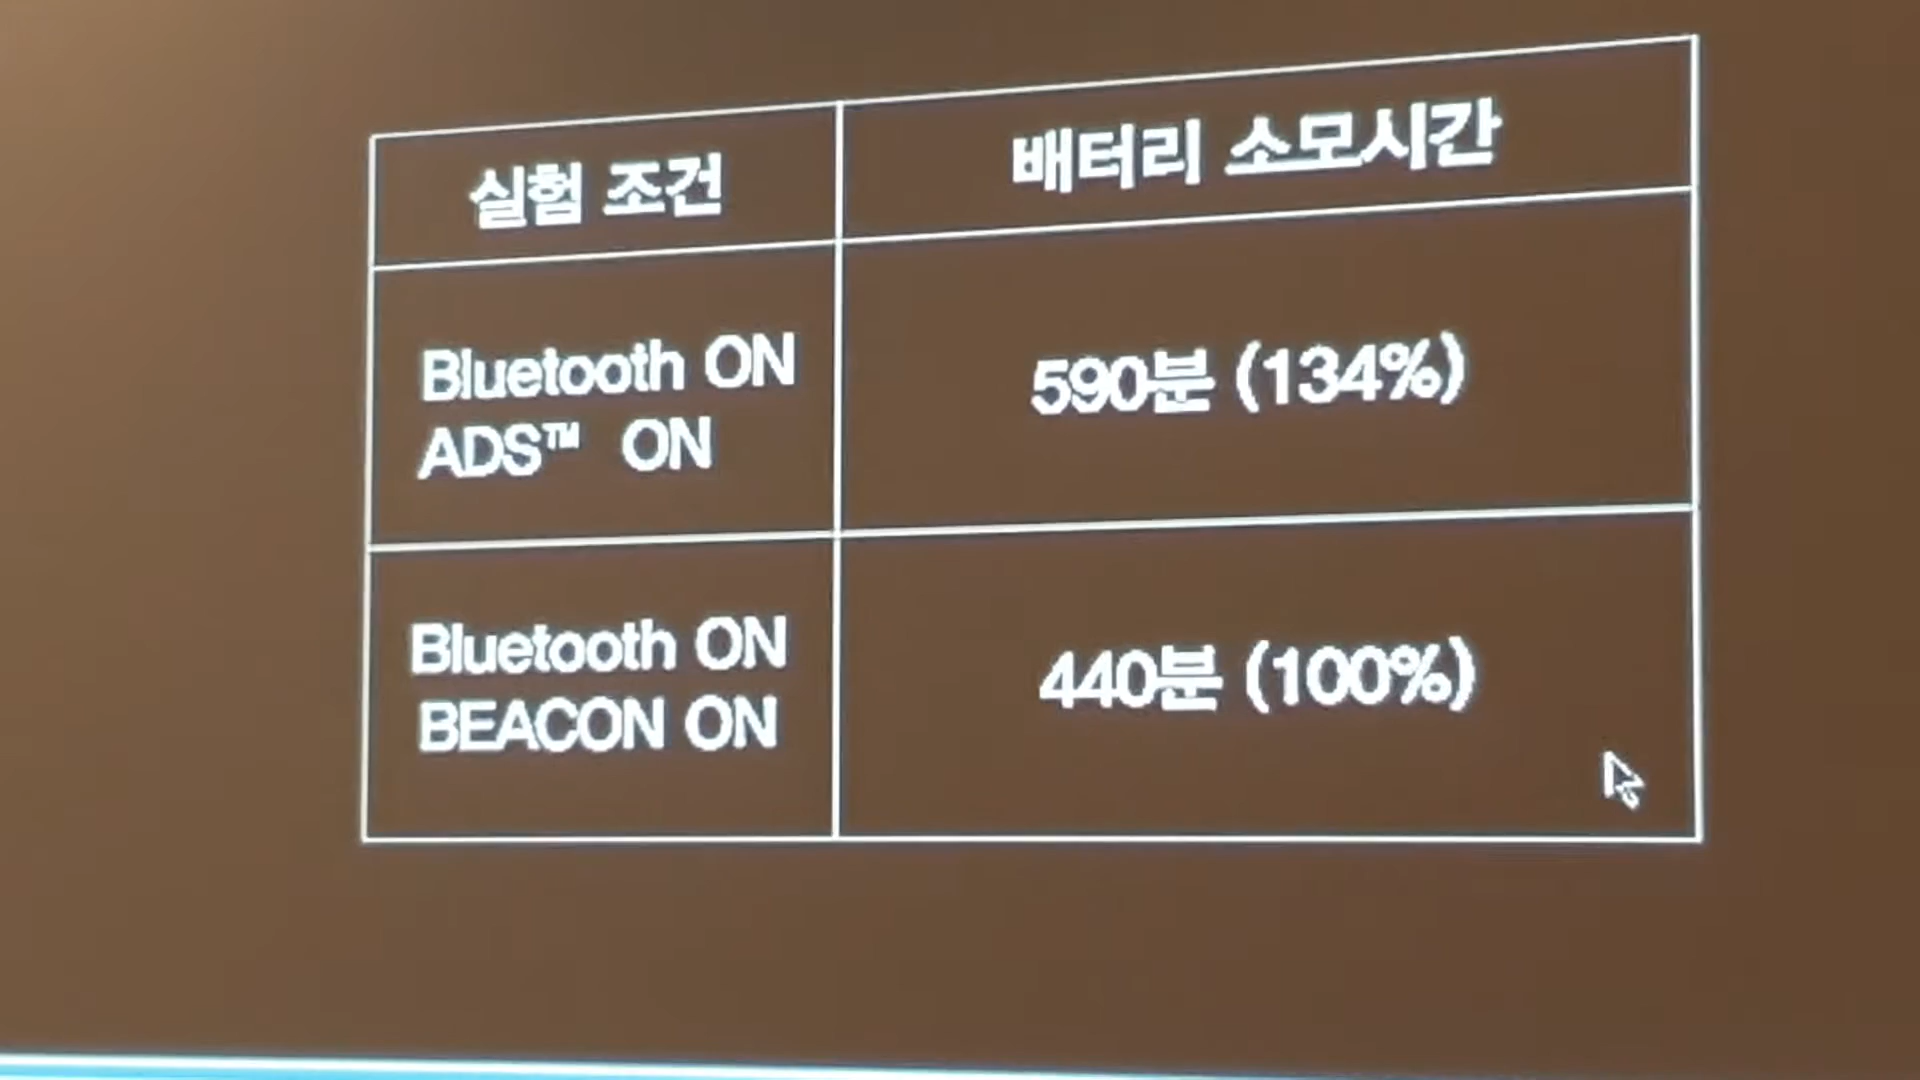 실험 조건
배터리 소모시간
Bluetooth ON
ADS™ ON
590분 (134%)
Bluetooth ON
BEACON ON
440분 (100%)